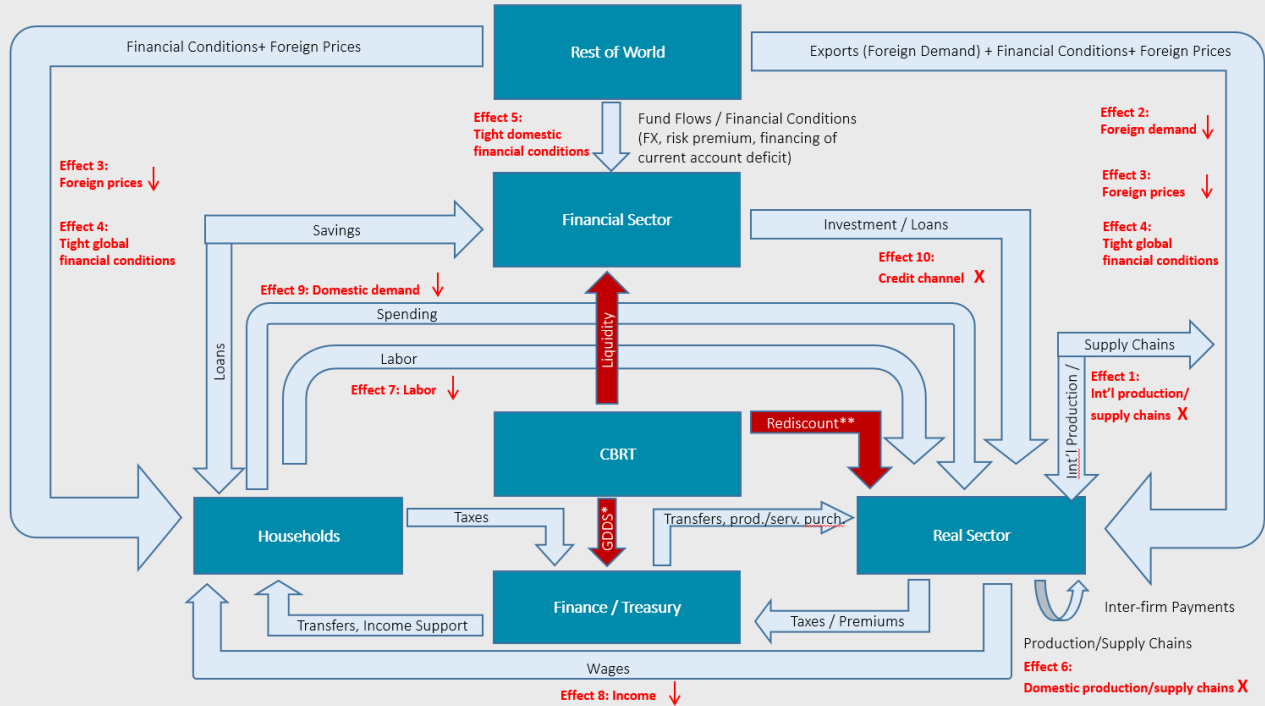 Financial Conditions+ Foreign Prices
Rest of World
Exports (Foreign Demand) + Financial Conditions+ Foreign Prices
Effect 5:
Tight domestic
financial conditions
Fund Flows / Financial Conditions
(FX, risk premium, financing of
current account deficit)
Effect 2:
Foreign demand
Effect 3:
Foreign prices
Effect 3:
Foreign prices
Effect 4:
Tight global
financial conditions
Effect 4:
Tight global
financial conditions
Savings
Financial Sector
Investment / Loans
Effect 10:
Credit channel X
Effect 9: Domestic demand
Spending
Liquidity
Loans
Labor
Effect 7: Labor
Supply Chains
Iint'l Production /
Effect 1:
Int'l production/
supply chains X
Rediscount**
CBRT
Households
Taxes
GDDS*
Transfers, prod./serv. purch.
Real Sector
Finance / Treasury
Transfers, Income Support
Taxes / Premiums
Inter-firm Payments
Production/Supply Chains
Wages
Effect 6:
Domestic production/supply chains X
Effect 8: Income